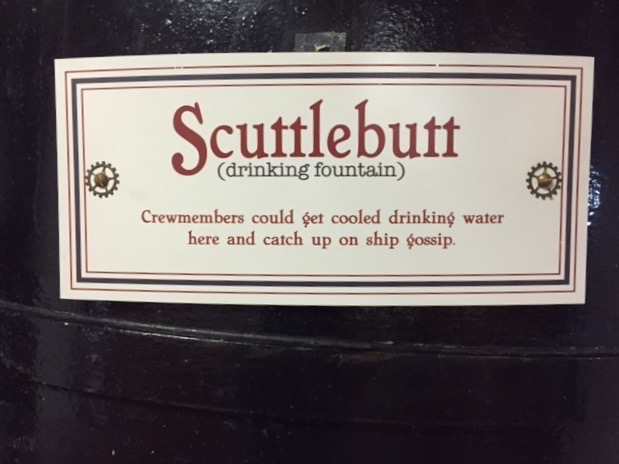 Scuttlebutt
(drinking fountain)
Crewmembers could get cooled drinking water
here and catch up on ship gossip.